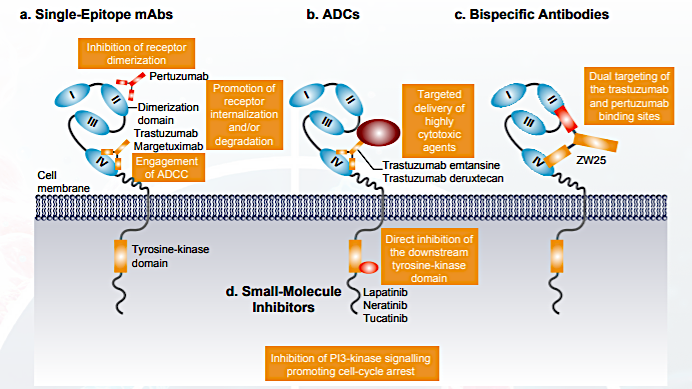 a. Single-Epitope mAbs
Inhibition of receptor
dimerization
Pertuzumab
I
II
III
IV
Dimerization
domain
Trastuzumab
Margetuximab
Engagement
of ADCC
Promotion of
receptor
internalization
and/or
degradation
Cell
membrane
Tyrosine-kinase
domain
b. ADCs
I
II
III
IV
Targeted
delivery of
highly
cytotoxic
agents
Trastuzumab emtansine
Trastuzumab deruxtecan
c. Bispecific Antibodies
I
II
III
IV
Dual targeting of
the trastuzumab
and pertuzumab
binding sites
ZW25
d. Small-Molecule
Inhibitors
Direct inhibition of
the downstream
tyrosine-kinase
domain
Lapatinib
Neratinib
Tucatinib
Inhibition of PI3-kinase signalling
promoting cell-cycle arrest